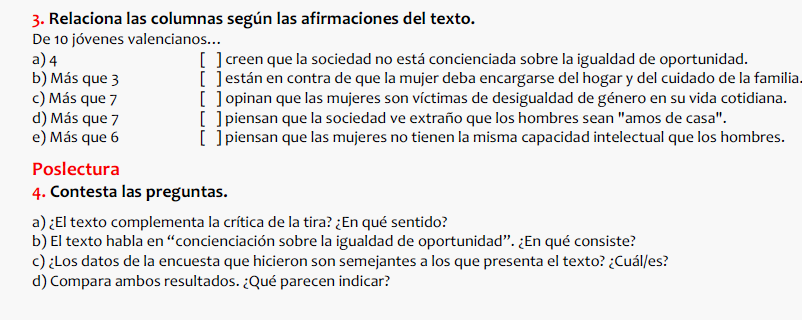 3. Relaciona las columnas según las afirmaciones del texto.
De 10 jóvenes valencianos...
a) 4 [ ] creen que la sociedad no está concienciada sobre la igualdad de oportunidad.
b) Más que 3 [ ] están en contra de que la mujer deba encargarse del hogar y del cuidado de la familia.
c) Más que 7 [ ] opinan que las mujeres son víctimas de desigualdad de género en su vida cotidiana.
d) Más que 7 [ ] piensan que la sociedad ve extraño que los hombres sean "amos de casa".
e) Más que 6 [ ] piensan que las mujeres no tienen la misma capacidad intelectual que los hombres.
Poslectura
4. Contesta las preguntas.
a) ¿El texto complementa la crítica de la tira? ¿En qué sentido?
b) El texto habla en “concienciación sobre la igualdad de oportunidad”. ¿En qué consiste?
c) ¿Los datos de la encuesta que hicieron son semejantes a los que presenta el texto? ¿Cuál/es?
d) Compara ambos resultados. ¿Qué parecen indicar?